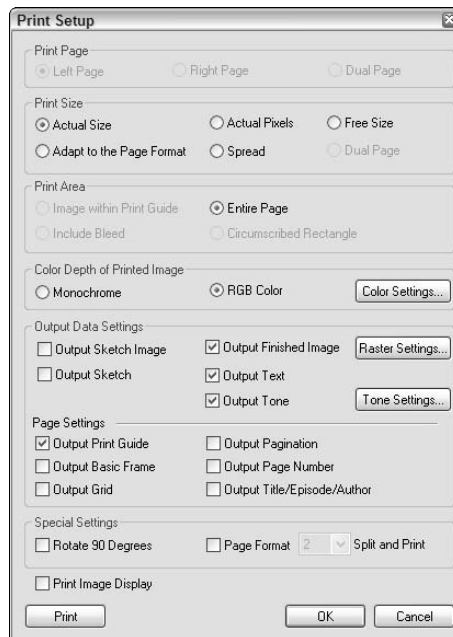 Print Setup
Print Page
Left Page Right Page Dual Page
Print Size
Actual Size Actual Pixels Free Size
Adapt to the Page Format Spread Dual Page
Print Area
Image within Print Guide Entire Page
Include Bleed Circumscribed Rectangle
Color Depth of Printed Image
Monochrome RGB Color Color Settings...
Output Data Settings
Output Sketch Image Output Finished Image Raster Settings...
Output Sketch Output Text
Output Tone Tone Settings...
Page Settings
Output Print Guide Output Pagination
Output Basic Frame Output Page Number
Output Grid Output Title/Episode/Author
Special Settings
Rotate 90 Degrees Page Format 2 Split and Print
Print Image Display
Print OK Cancel